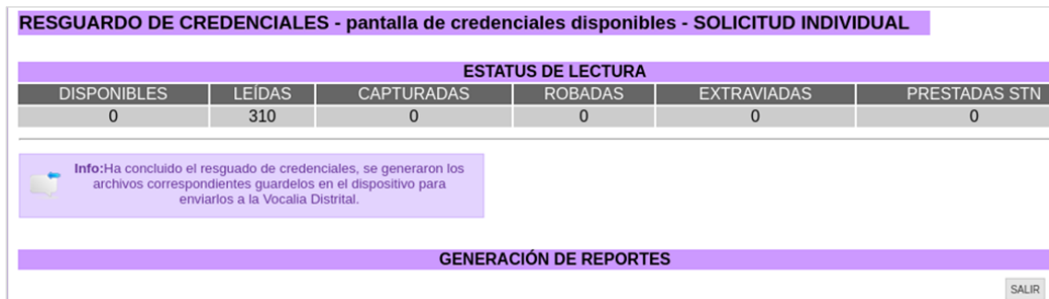 RESGUARDO DE CREDENCIALES - pantalla de credenciales disponibles - SOLICITUD INDIVIDUAL
ESTATUS DE LECTURA
DISPONIBLES LEÍDAS CAPTURADAS ROBADAS EXTRAVIADAS PRESTADAS STN
0 310 0 0 0 0
Info:Ha concluido el resguado de credenciales, se generaron los
archivos correspondientes guardelos en el dispositivo para
enviarlos a la Vocalia Distrital.
GENERACIÓN DE REPORTES
SALIR